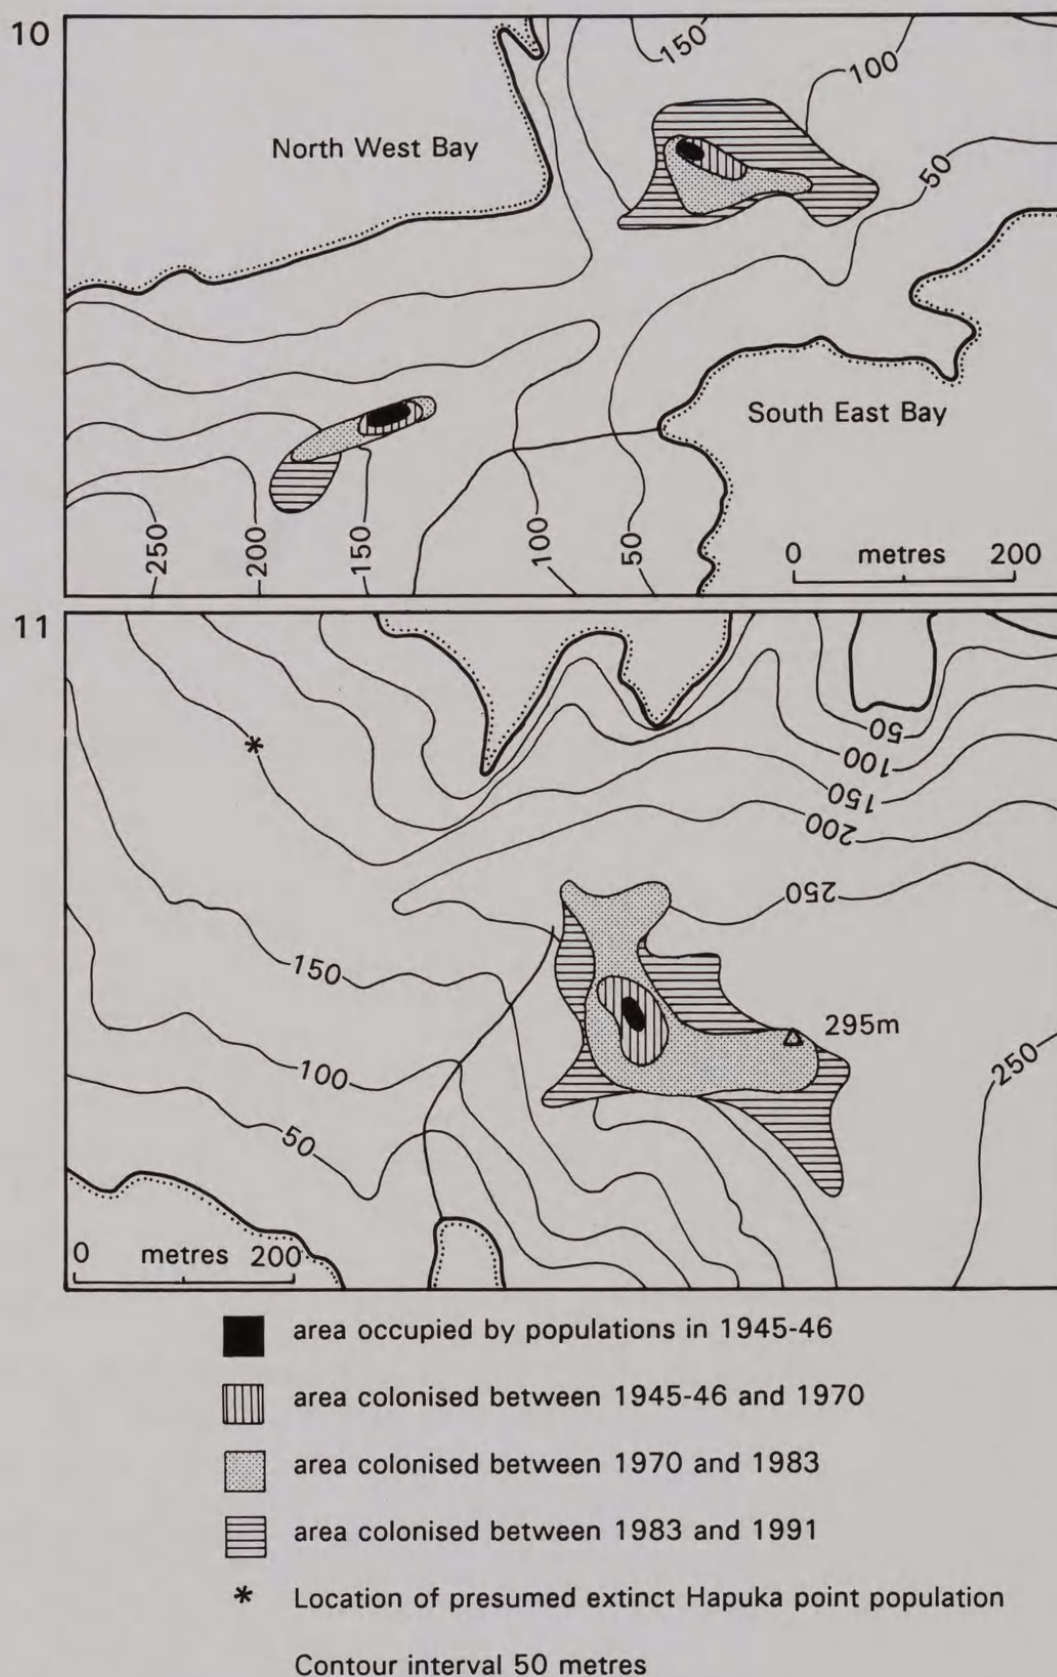 10
150
100
North West Bay
50
South East Bay
250
200
150
100
50
0 metres 200
11
50
100
150
200
250
150
295m
100
250
50
0 metres 200
area occupied by populations in 1945-46
area colonised between 1945-46 and 1970
area colonised between 1970 and 1983
area colonised between 1983 and 1991
* Location of presumed extinct Hapuka point population
Contour interval 50 metres